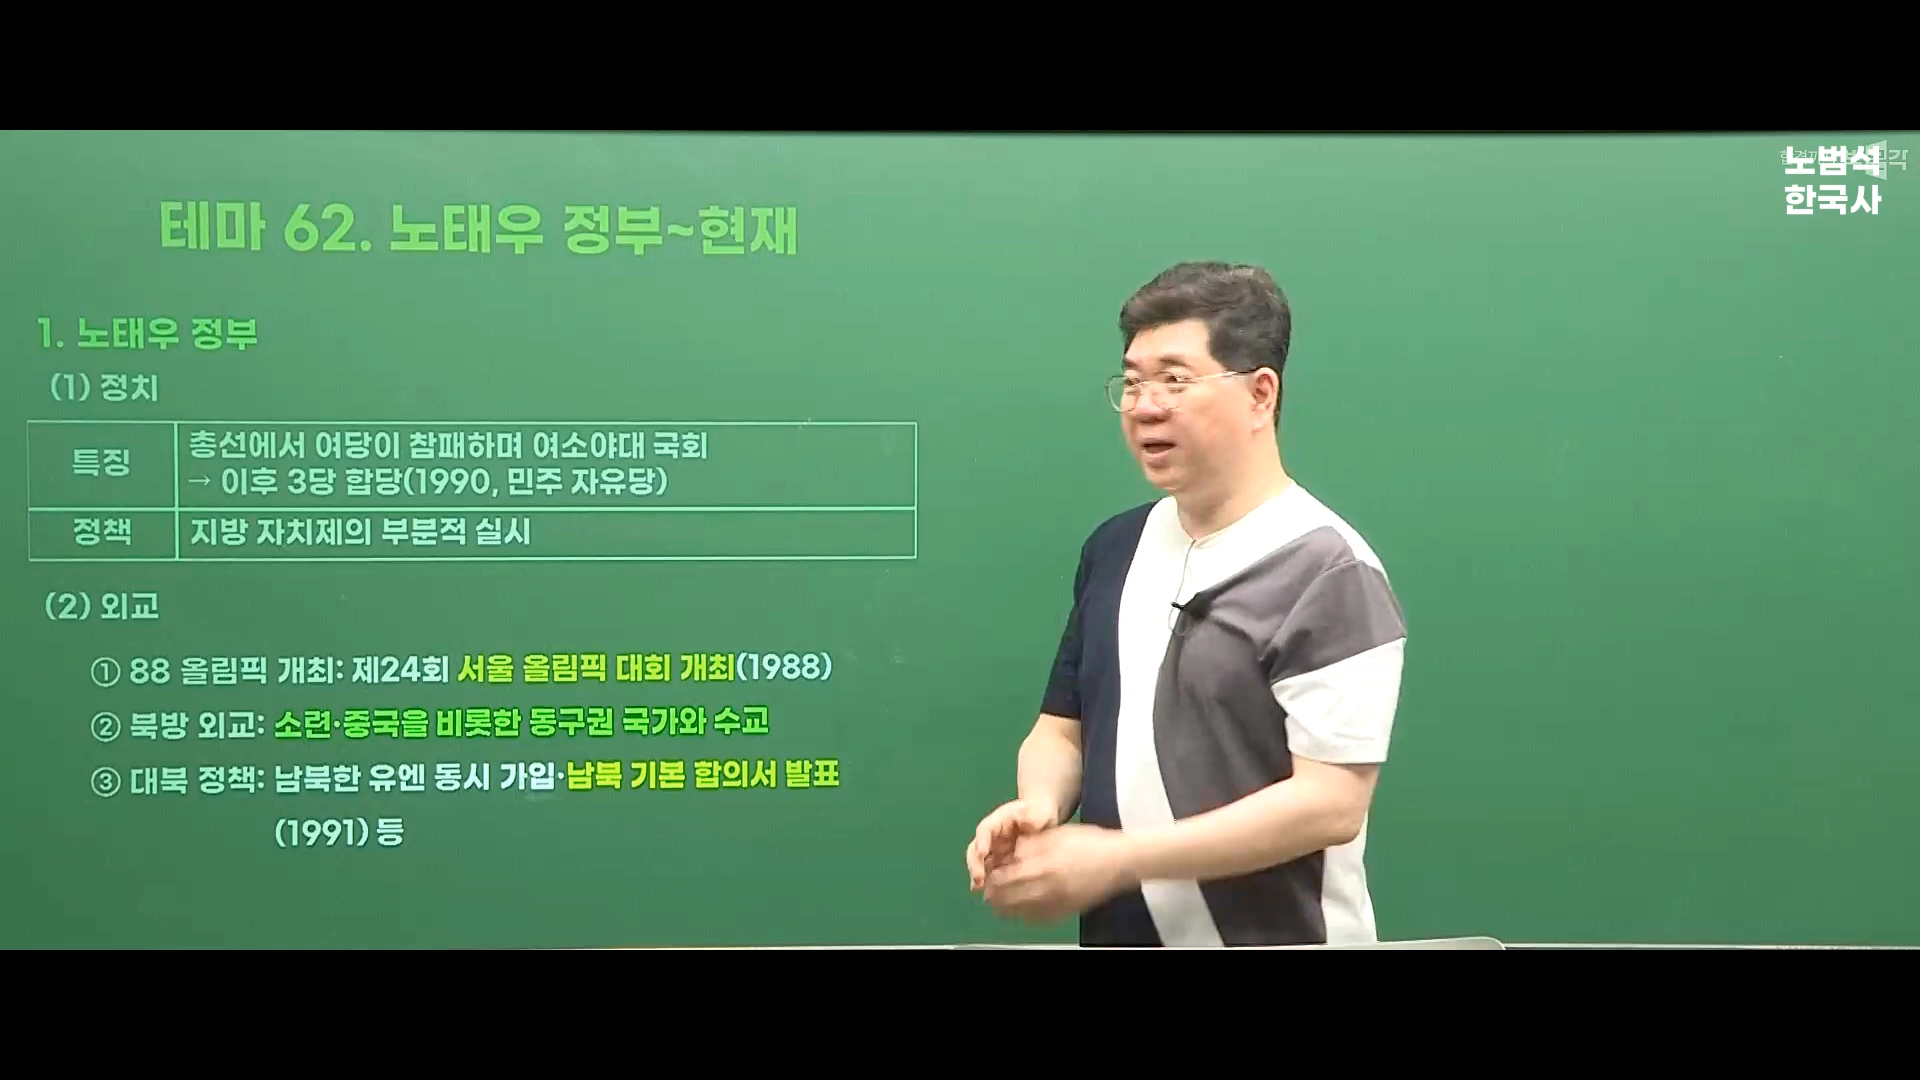 노범석
한국사
테마 62. 노태우 정부~현재
1. 노태우 정부
(1) 정치
특징
총선에서 여당이 참패하며 여소야대 국회
→ 이후 3당 합당(1990, 민주 자유당)
정책
지방 자치제의 부분적 실시
(2) 외교
① 88 올림픽 개최: 제24회 서울 올림픽 대회 개최(1988)
② 북방 외교: 소련·중국을 비롯한 동구권 국가와 수교
③ 대북 정책: 남북한 유엔 동시 가입·남북 기본 합의서 발표
(1991) 등